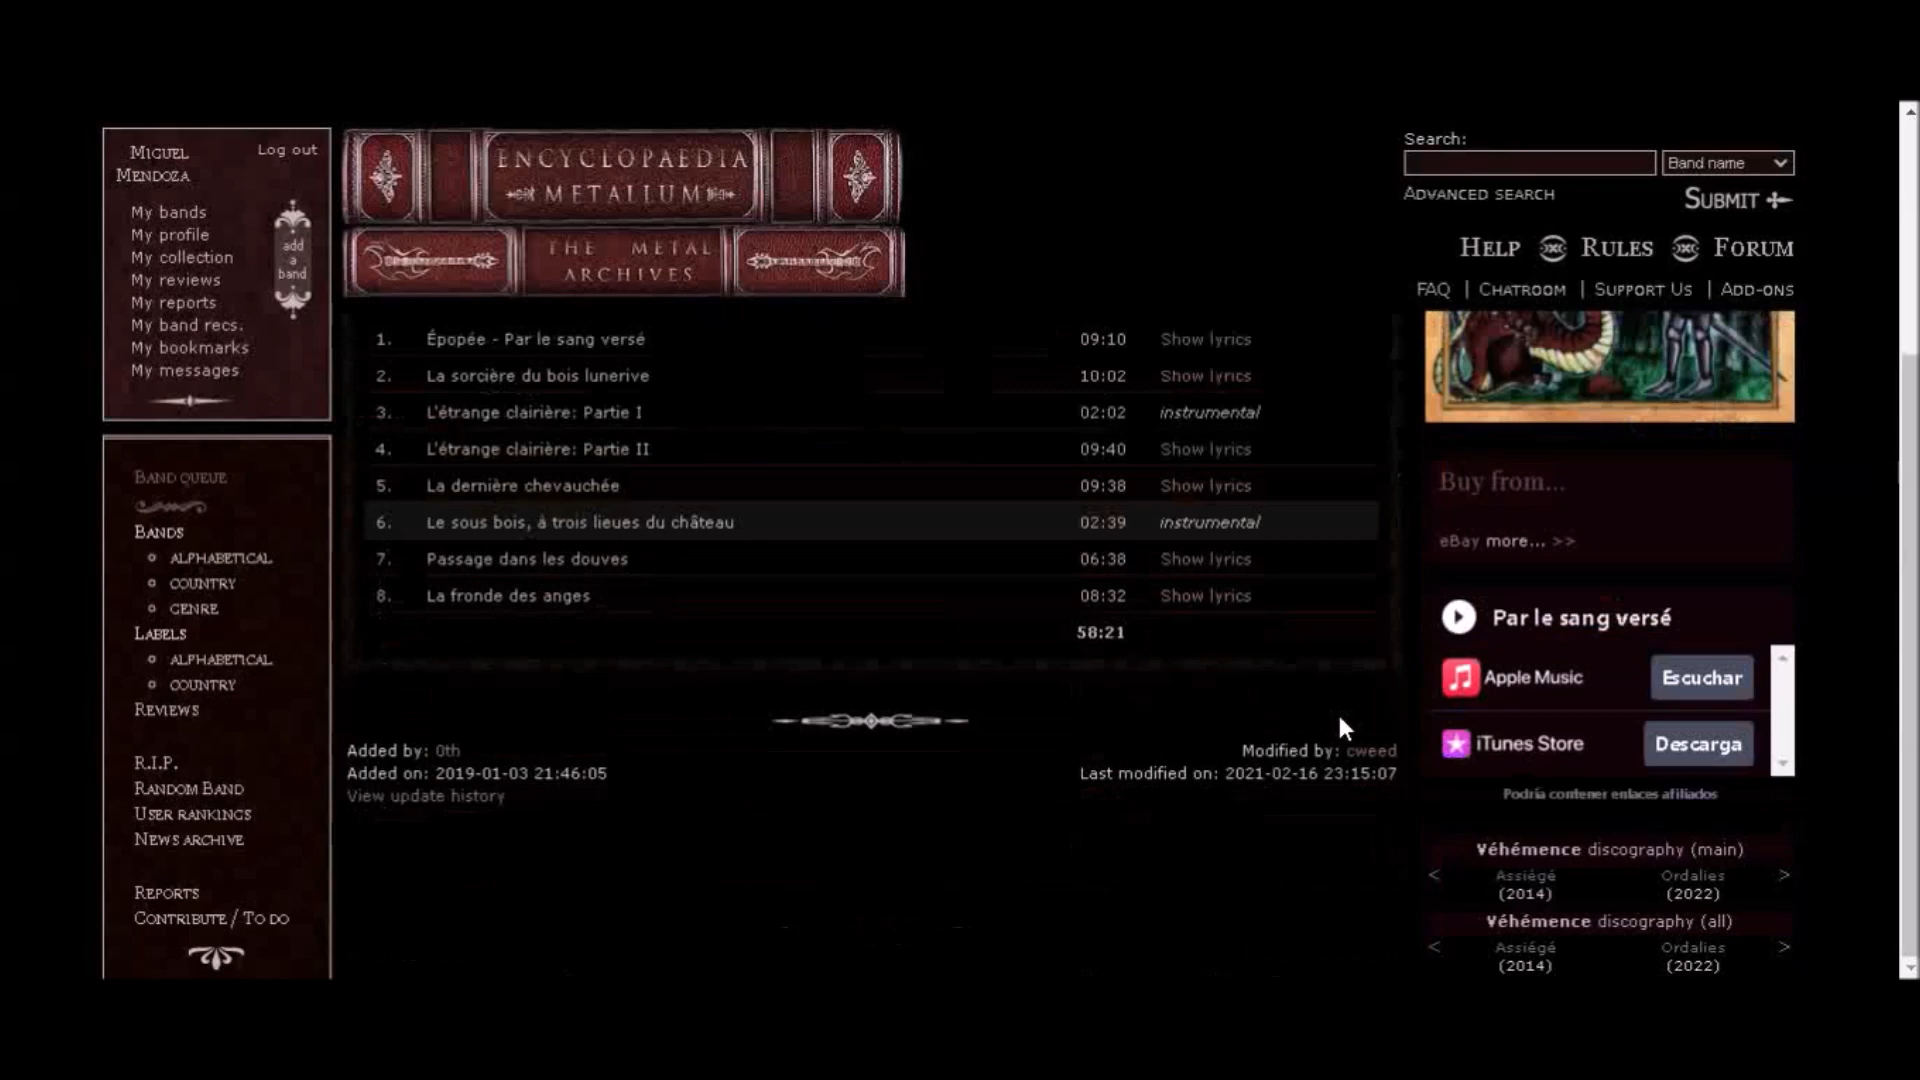 Miguel Mendoza
Log out
My bands
My profile
My collection
My reviews
My reports
My band recs.
My bookmarks
My messages
add a band
Band queue
Bands
Alphabetical
Country
Genre
Labels
Alphabetical
Country
Reviews
R.I.P.
Random Band
User rankings
News archive
Reports
Contribute / To do
ENCYCLOPAEDIA
METALLUM
THE METAL
ARCHIVES
Search:
Band name
Advanced search
Submit
Help Rules Forum
FAQ | Chatroom | Support Us | Add-ons
1. Épopée - Par le sang versé 09:10 Show lyrics
2. La sorcière du bois lunerive 10:02 Show lyrics
3. L'étrange clairière: Partie I 02:02 instrumental
4. L'étrange clairière: Partie II 09:40 Show lyrics
5. La dernière chevauchée 09:38 Show lyrics
6. Le sous bois, à trois lieues du château 02:39 instrumental
7. Passage dans les douves 06:38 Show lyrics
8. La fronde des anges 08:32 Show lyrics
58:21
Added by: 0th
Modified by: cweed
Added on: 2019-01-03 21:46:05
Last modified on: 2021-02-16 23:15:07
View update history
Buy from...
eBay more... >>
Par le sang versé
Apple Music Escuchar
iTunes Store Descarga
Podría contener enlaces afiliados
Véhémence discography (main)
< Assiégé Ordalies >
(2014) (2022)
Véhémence discography (all)
< Assiégé Ordalies >
(2014) (2022)